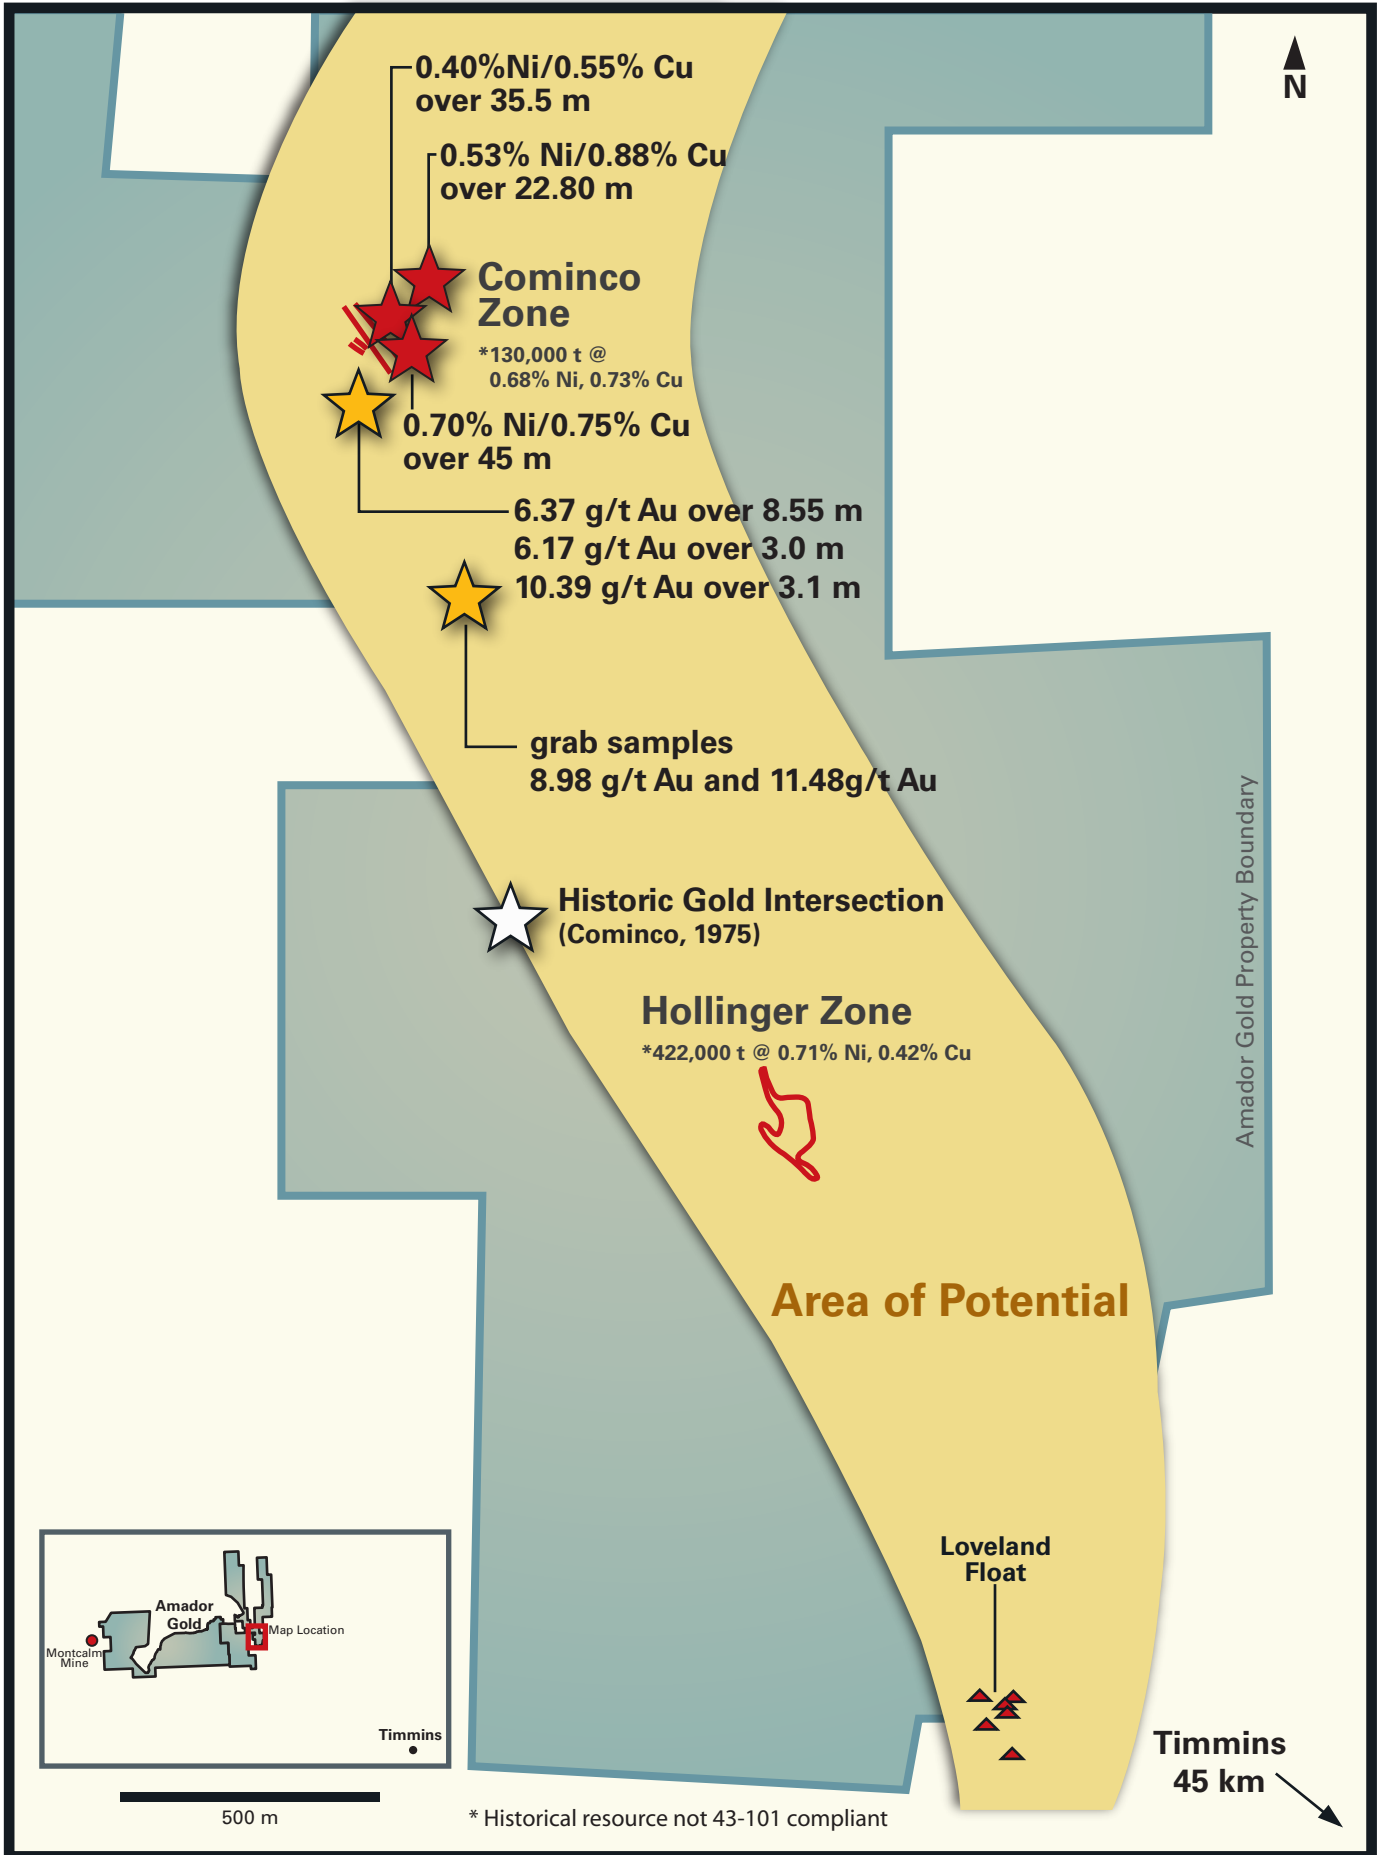 0.40%Ni/0.55% Cu
over 35.5 m
N
0.53% Ni/0.88% Cu
over 22.80 m
Cominco
Zone
*130,000 t @
0.68% Ni, 0.73% Cu
0.70% Ni/0.75% Cu
over 45 m
6.37 g/t Au over 8.55 m
6.17 g/t Au over 3.0 m
10.39 g/t Au over 3.1 m
grab samples
8.98 g/t Au and 11.48g/t Au
Amador Gold Property Boundary
Historic Gold Intersection
(Cominco, 1975)
Hollinger Zone
*422,000 t @ 0.71% Ni, 0.42% Cu
Area of Potential
Loveland
Float
Amador
Gold
Map Location
Montcalm
Mine
Timmins
Timmins
45 km
500 m
* Historical resource not 43-101 compliant